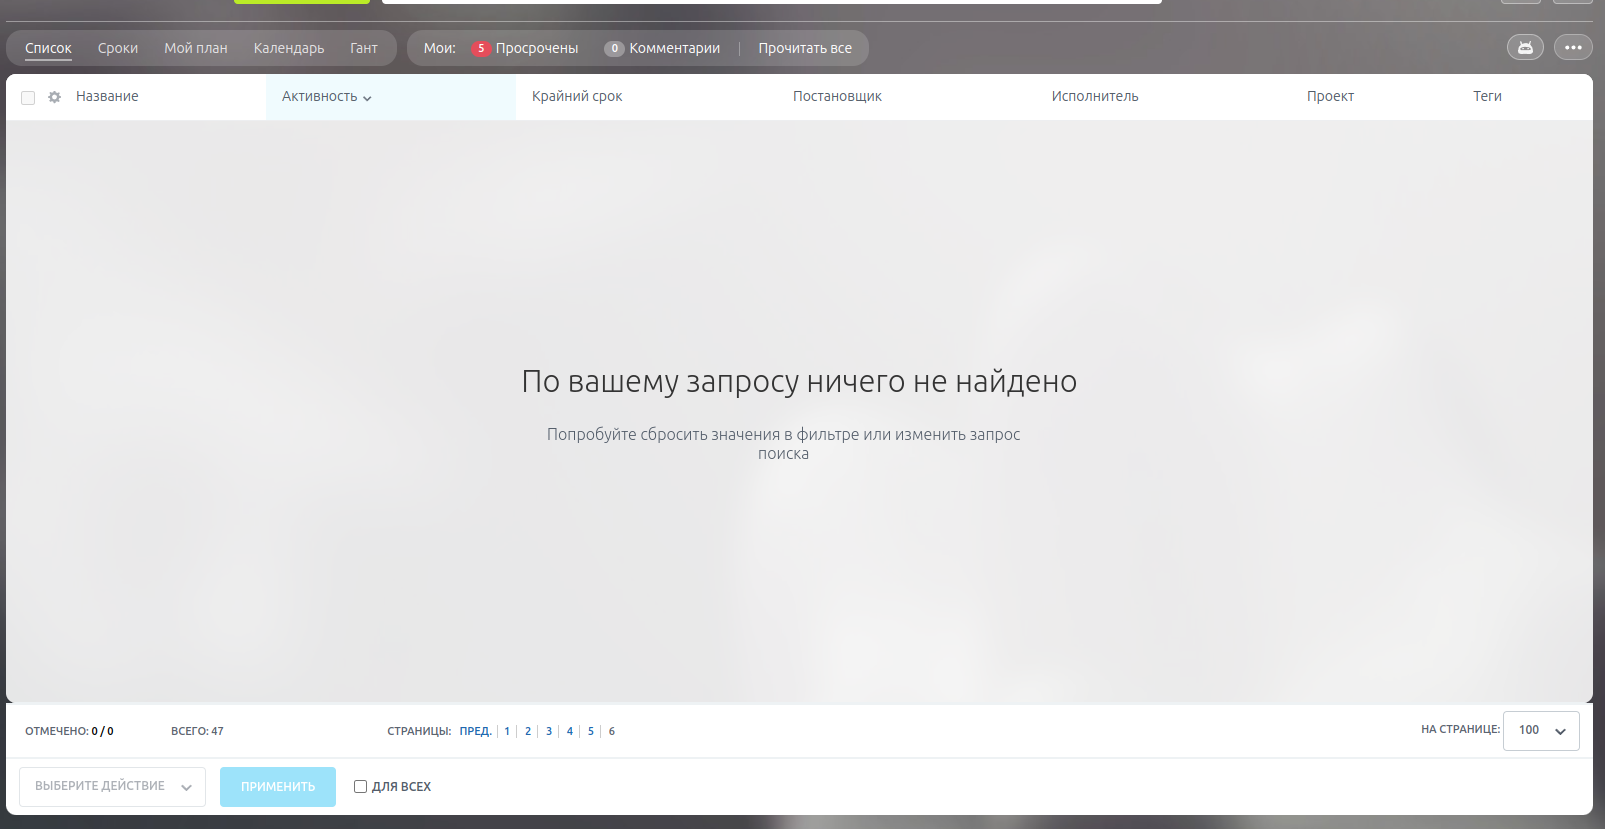 Список Сроки Мой план Календарь Гант Мои: 5 Просрочены 0 Комментарии Прочитать все
Название Активность Крайний срок Постановщик Исполнитель Проект Теги
По вашему запросу ничего не найдено
Попробуйте сбросить значения в фильтре или изменить запрос
поиска
ОТМЕЧЕНО: 0 / 0 ВСЕГО: 47 СТРАНИЦЫ: ПРЕД. 1 2 3 4 5 6 НА СТРАНИЦЕ: 100
ВЫБЕРИТЕ ДЕЙСТВИЕ ПРИМЕНИТЬ ДЛЯ ВСЕХ